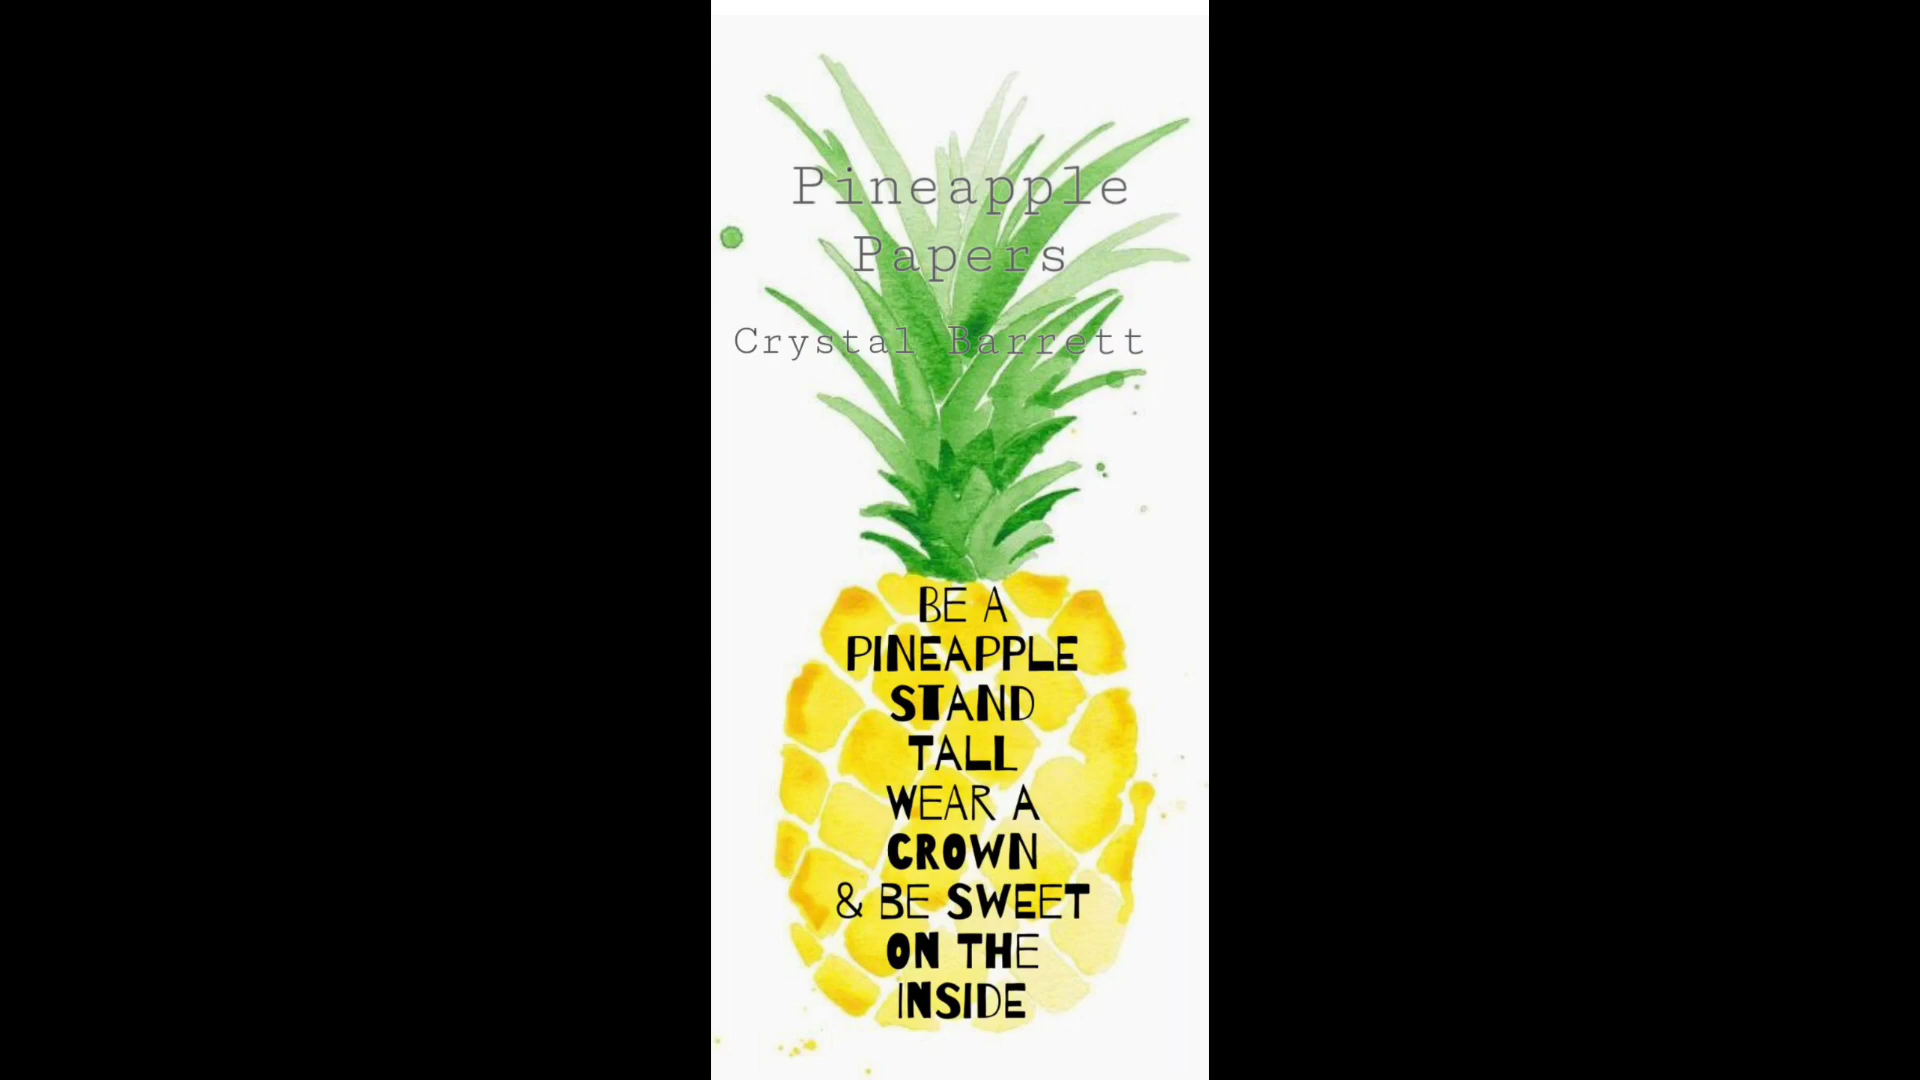 Pineapple
Papers
Crystal Barrett
BE A
PINEAPPLE
STAND
TALL
WEAR A
CROWN
& BE SWEET
ON THE
INSIDE